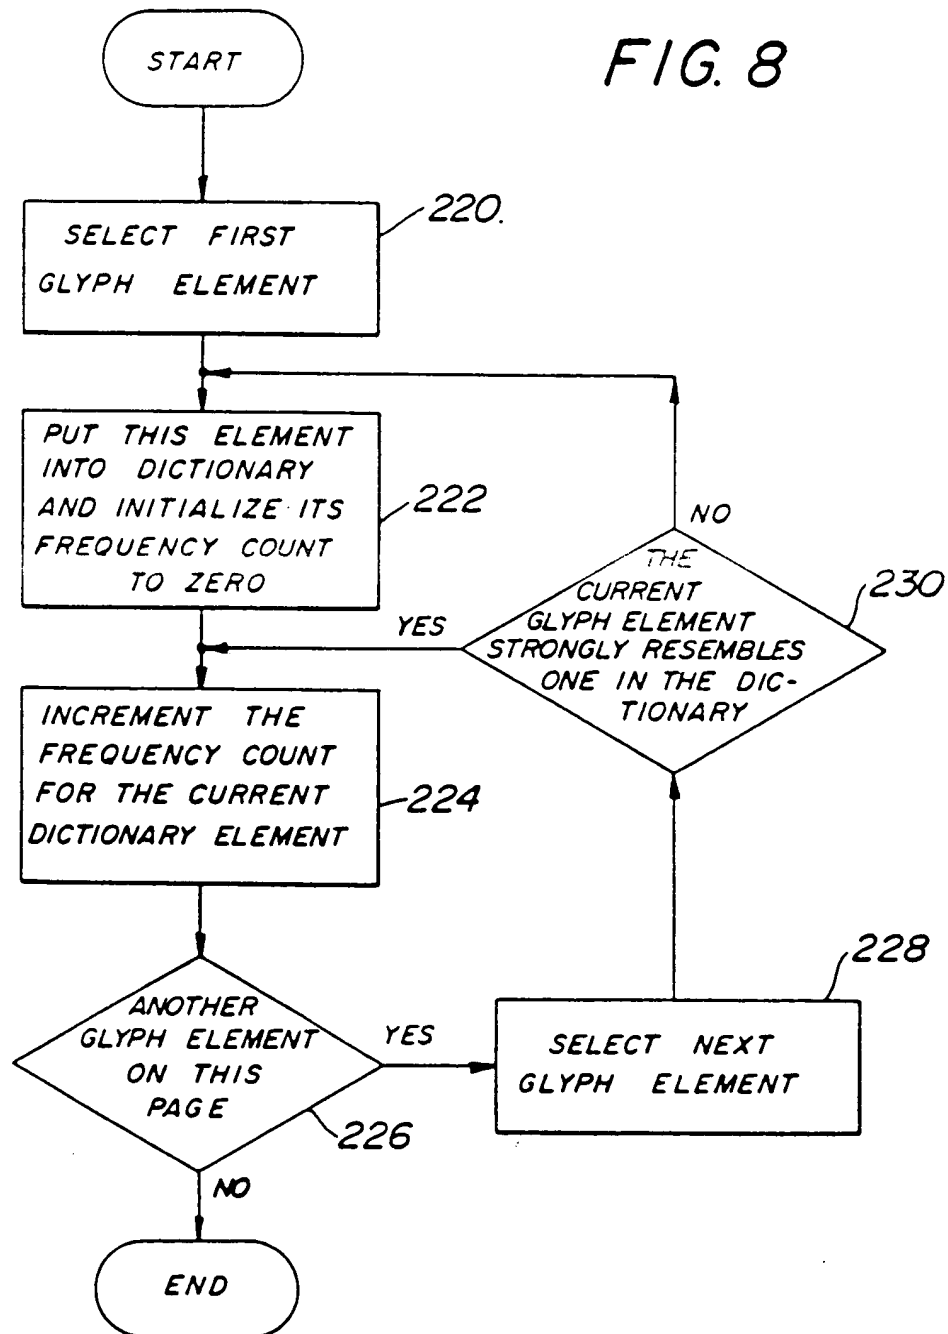 FIG. 8
START
220.
SELECT FIRST
GLYPH ELEMENT
PUT THIS ELEMENT
INTO DICTIONARY
AND INITIALIZE ITS
FREQUENCY COUNT
TO ZERO
222
NO
THE
CURRENT
GLYPH ELEMENT
STRONGLY RESEMBLES
ONE IN THE DIC-
TIONARY
230
YES
INCREMENT THE
FREQUENCY COUNT
FOR THE CURRENT
DICTIONARY ELEMENT
224
ANOTHER
GLYPH ELEMENT
ON THIS
PAGE
226
YES
228
SELECT NEXT
GLYPH ELEMENT
NO
END